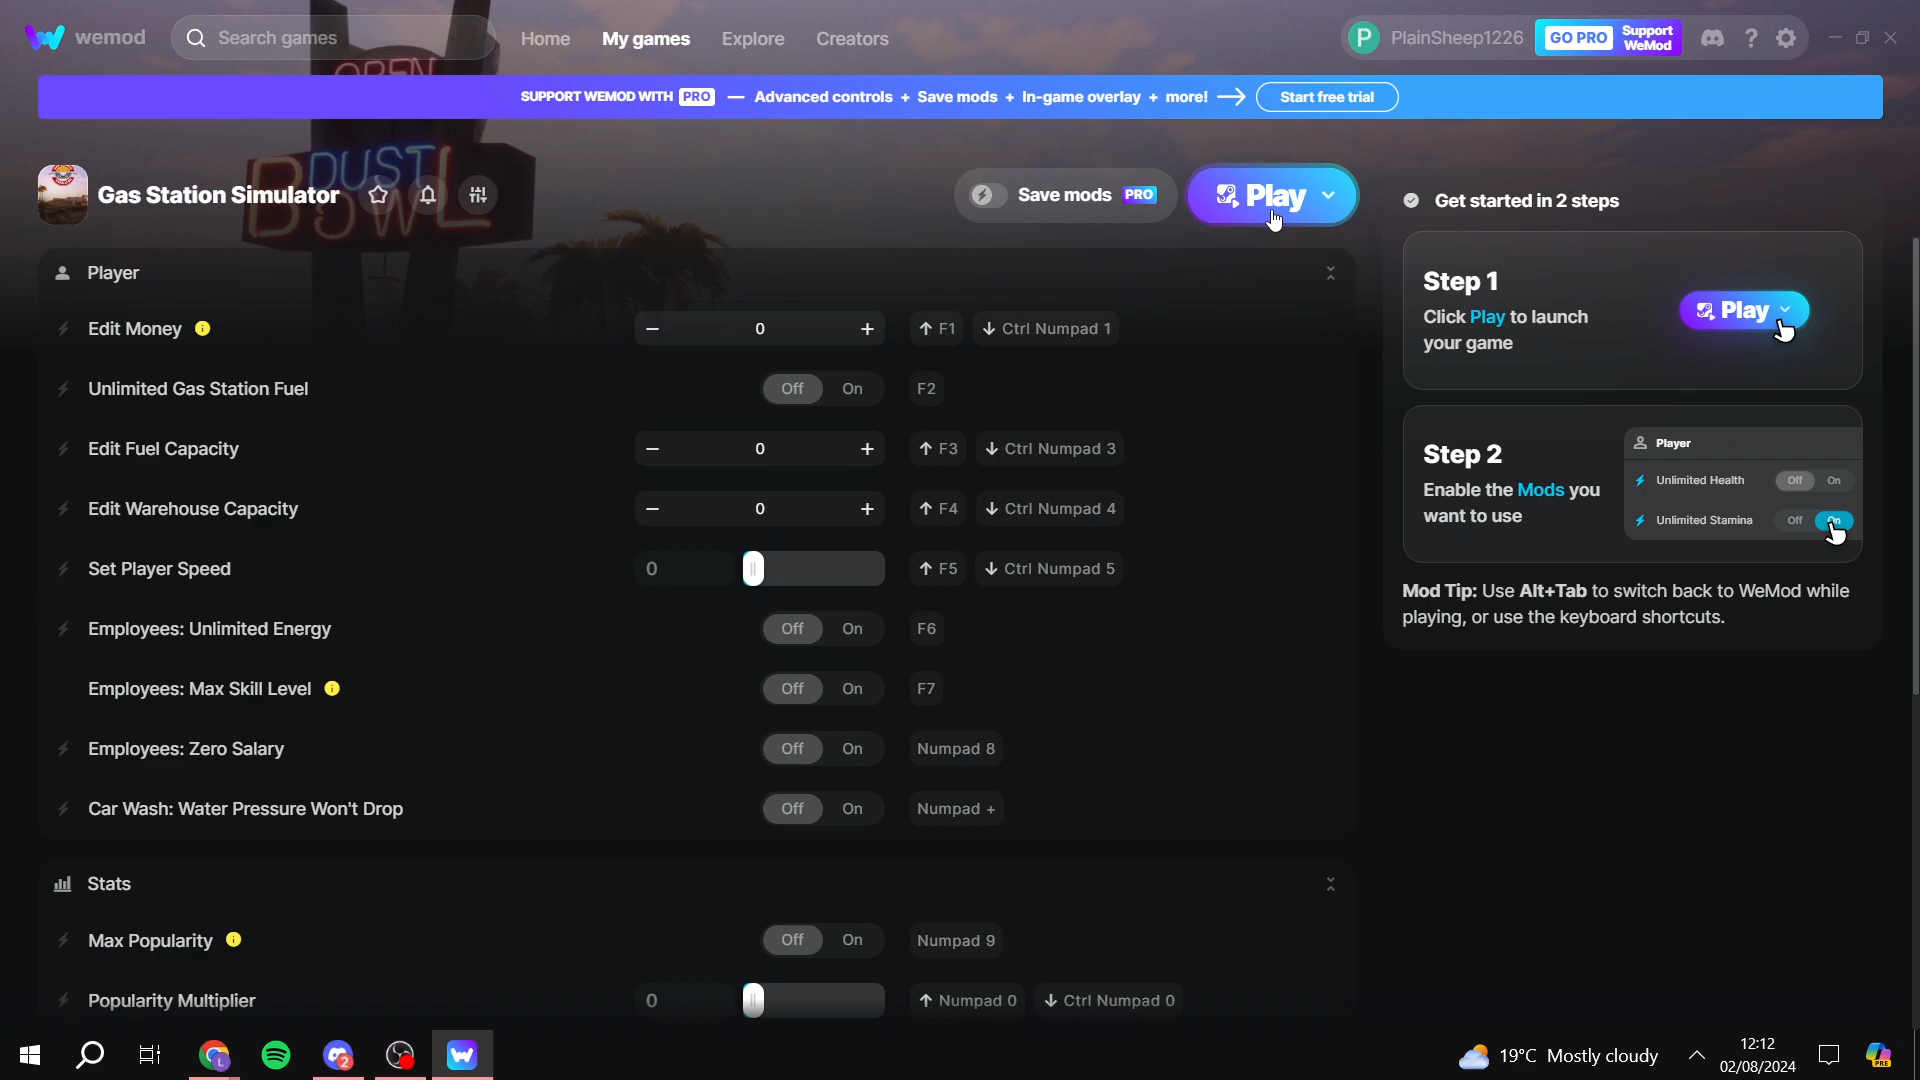 wemod
Search games
Home
My games
Explore
Creators
P
PlainSheep1226
GO PRO
Support
WeMod
SUPPORT WEMOD WITH PRO — Advanced controls + Save mods + In-game overlay + more! → Start free trial
OPEN
DUST
BOWL
Gas Station Simulator
Save mods PRO
Play
Get started in 2 steps
Player
Edit Money
0
↑ F1
↓ Ctrl Numpad 1
Unlimited Gas Station Fuel
Off On
F2
Edit Fuel Capacity
0
↑ F3
↓ Ctrl Numpad 3
Edit Warehouse Capacity
0
↑ F4
↓ Ctrl Numpad 4
Set Player Speed
0
↑ F5
↓ Ctrl Numpad 5
Employees: Unlimited Energy
Off On
F6
Employees: Max Skill Level
Off On
F7
Employees: Zero Salary
Off On
Numpad 8
Car Wash: Water Pressure Won't Drop
Off On
Numpad +
Stats
Max Popularity
Off On
Numpad 9
Popularity Multiplier
0
↑ Numpad 0
↓ Ctrl Numpad 0
Step 1
Click Play to launch
your game
Play
Step 2
Enable the Mods you
want to use
Player
Unlimited Health
Off On
Unlimited Stamina
Off On
Mod Tip: Use Alt+Tab to switch back to WeMod while
playing, or use the keyboard shortcuts.
L
2
19°C Mostly cloudy
12:12
02/08/2024
PRE